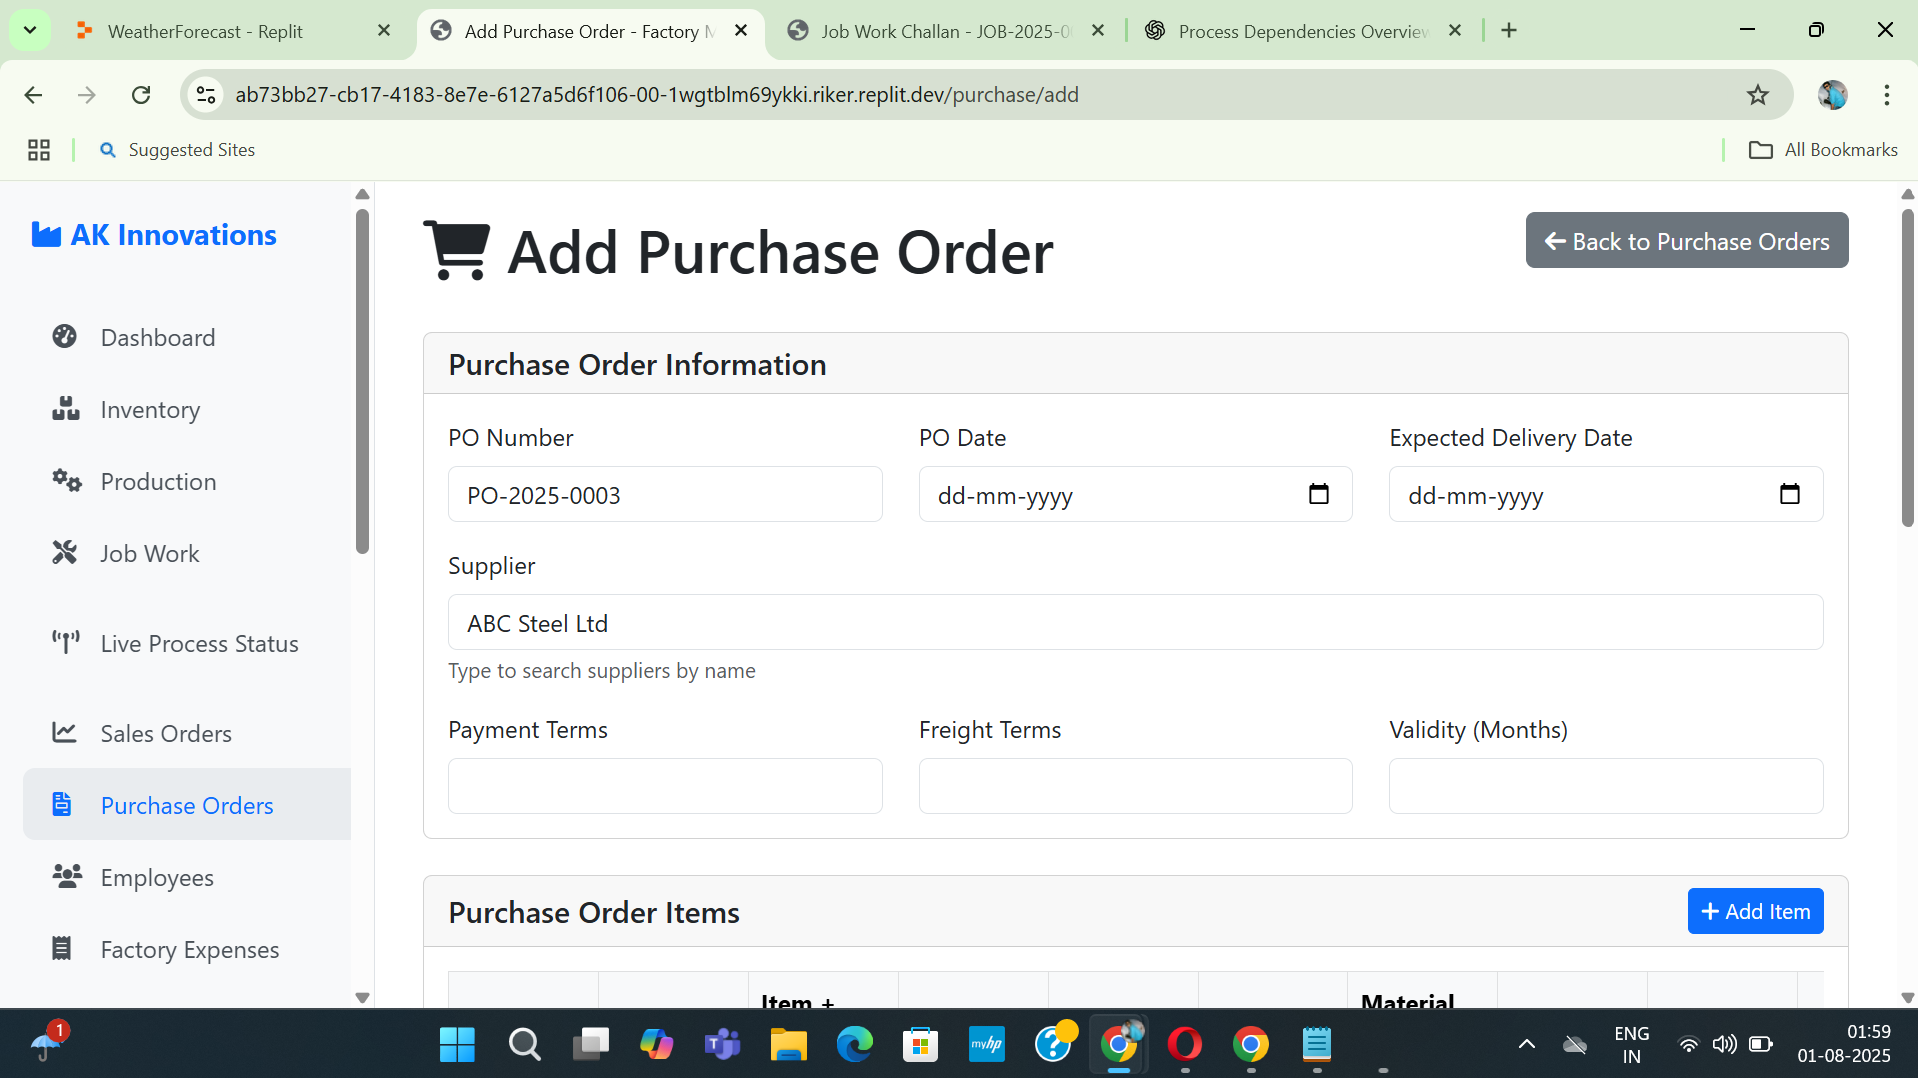 WeatherForecast - Replit
Add Purchase Order - Factory M
Job Work Challan - JOB-2025-0
Process Dependencies Overview
ab73bb27-cb17-4183-8e7e-6127a5d6f106-00-1wgtblm69ykki.riker.replit.dev/purchase/add
Suggested Sites
All Bookmarks
AK Innovations
Dashboard
Inventory
Production
Job Work
Live Process Status
Sales Orders
Purchase Orders
Employees
Factory Expenses
Add Purchase Order
Back to Purchase Orders
Purchase Order Information
PO Number
PO Date
Expected Delivery Date
PO-2025-0003
dd-mm-yyyy
dd-mm-yyyy
Supplier
ABC Steel Ltd
Type to search suppliers by name
Payment Terms
Freight Terms
Validity (Months)
Purchase Order Items
+ Add Item
Item +
Material
1
myhp
ENG
IN
01:59
01-08-2025